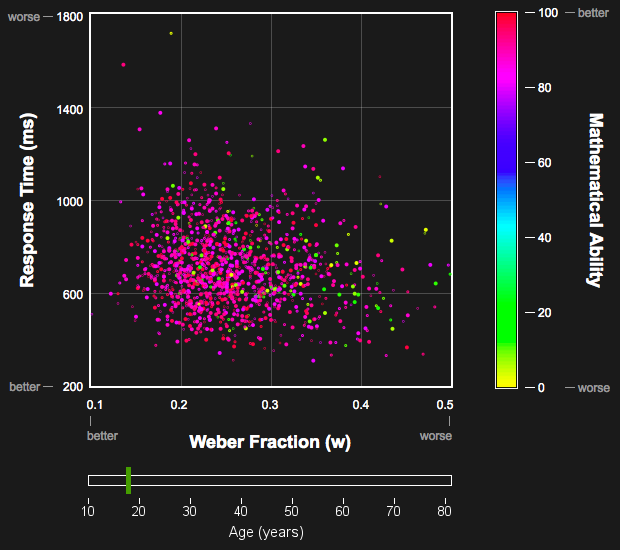 worse
1800
1400
1000
600
better
200
Response Time (ms)
0.1
0.2
0.3
0.4
0.5
better
worse
Weber Fraction (w)
10
20
30
40
50
60
70
80
Age (years)
100
better
80
60
40
20
0
worse
Mathematical Ability